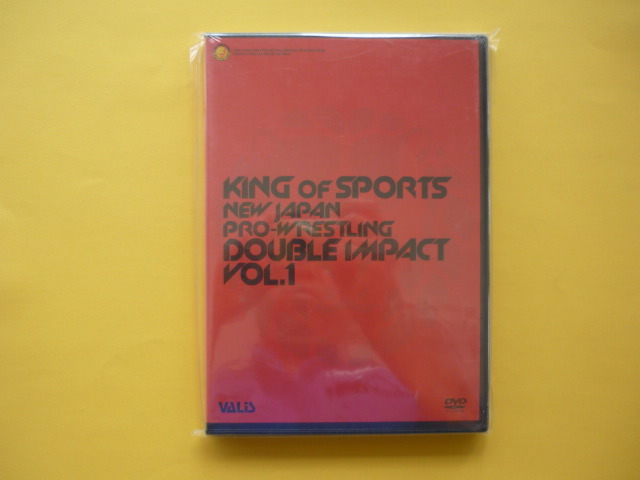 KING OF SPORTS
NEW JAPAN
PRO-WRESTLING
DOUBLE IMPACT
VOL.1
VALIS
DVD